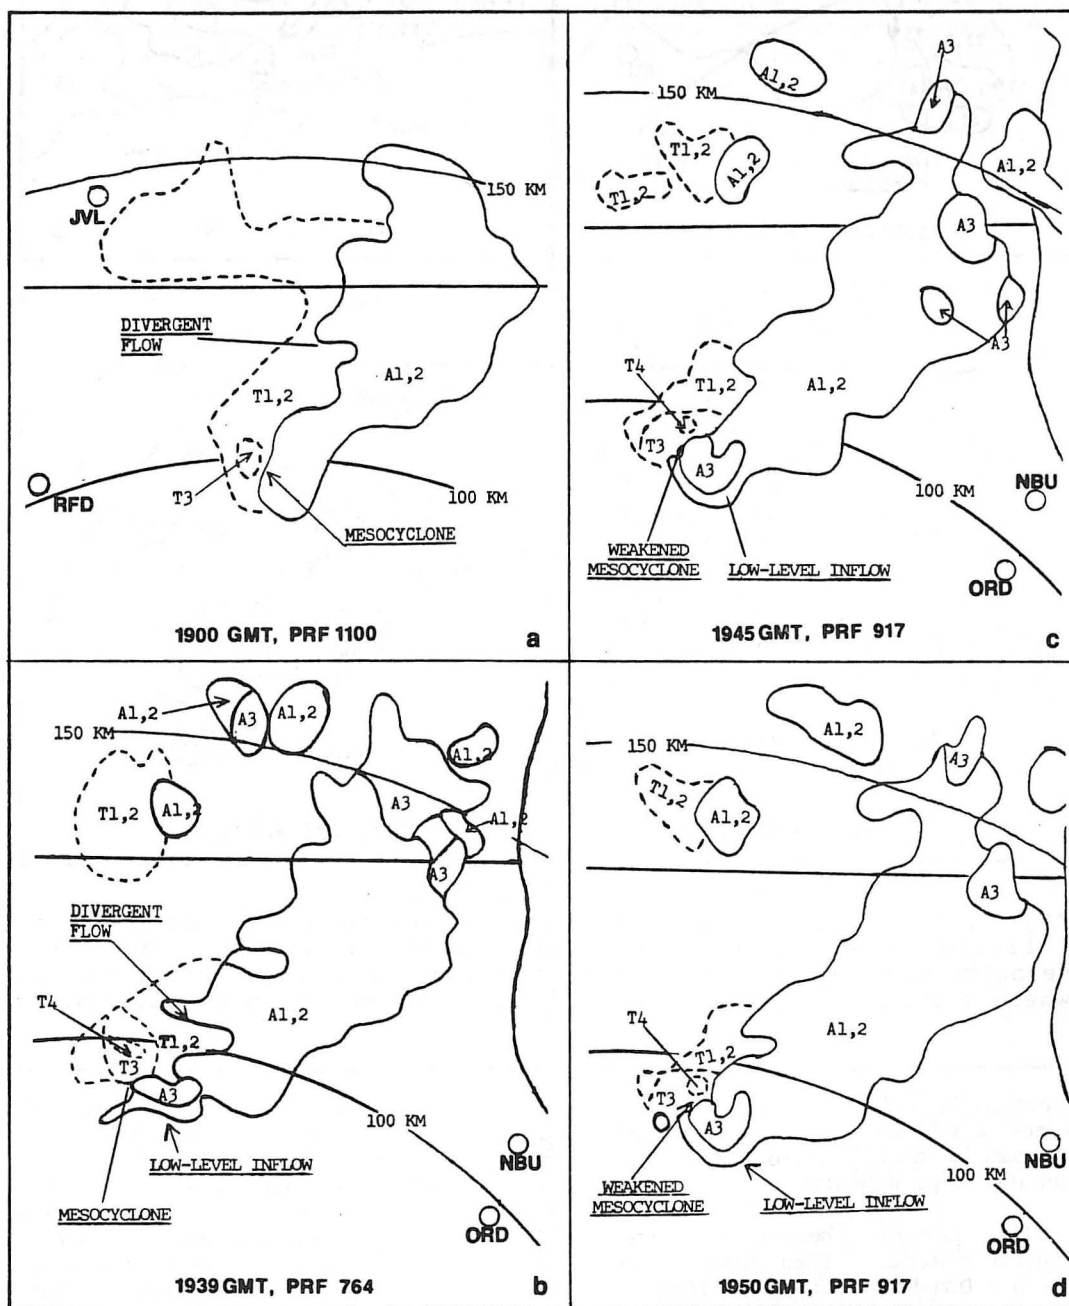 150 KM
JVL
DIVERGENT
FLOW
A1,2
T1,2
T3
RFD
100 KM
MESOCYCLONE
1900 GMT, PRF 1100
a
A3
A1,2
150 KM
T1,2
A1,2
A1,2
T1,2
A3
A3
T4
T1,2
A1,2
T3
A3
100 KM
NBU
WEAKENED
MESOCYCLONE
LOW-LEVEL INFLOW
ORD
1945 GMT, PRF 917
c
A1,2
A3
A1,2
150 KM
T1,2
A1,2
A3
A1,2
A3
DIVERGENT
FLOW
T4
A1,2
T1,2
T3
A3
100 KM
LOW-LEVEL INFLOW
NBU
MESOCYCLONE
ORD
1939 GMT, PRF 764
b
A1,2
150 KM
A3
T1,2
A1,2
A3
T4
A1,2
T1,2
T3
A3
NBU
100 KM
WEAKENED
MESOCYCLONE
LOW-LEVEL INFLOW
ORD
1950 GMT, PRF 917
d